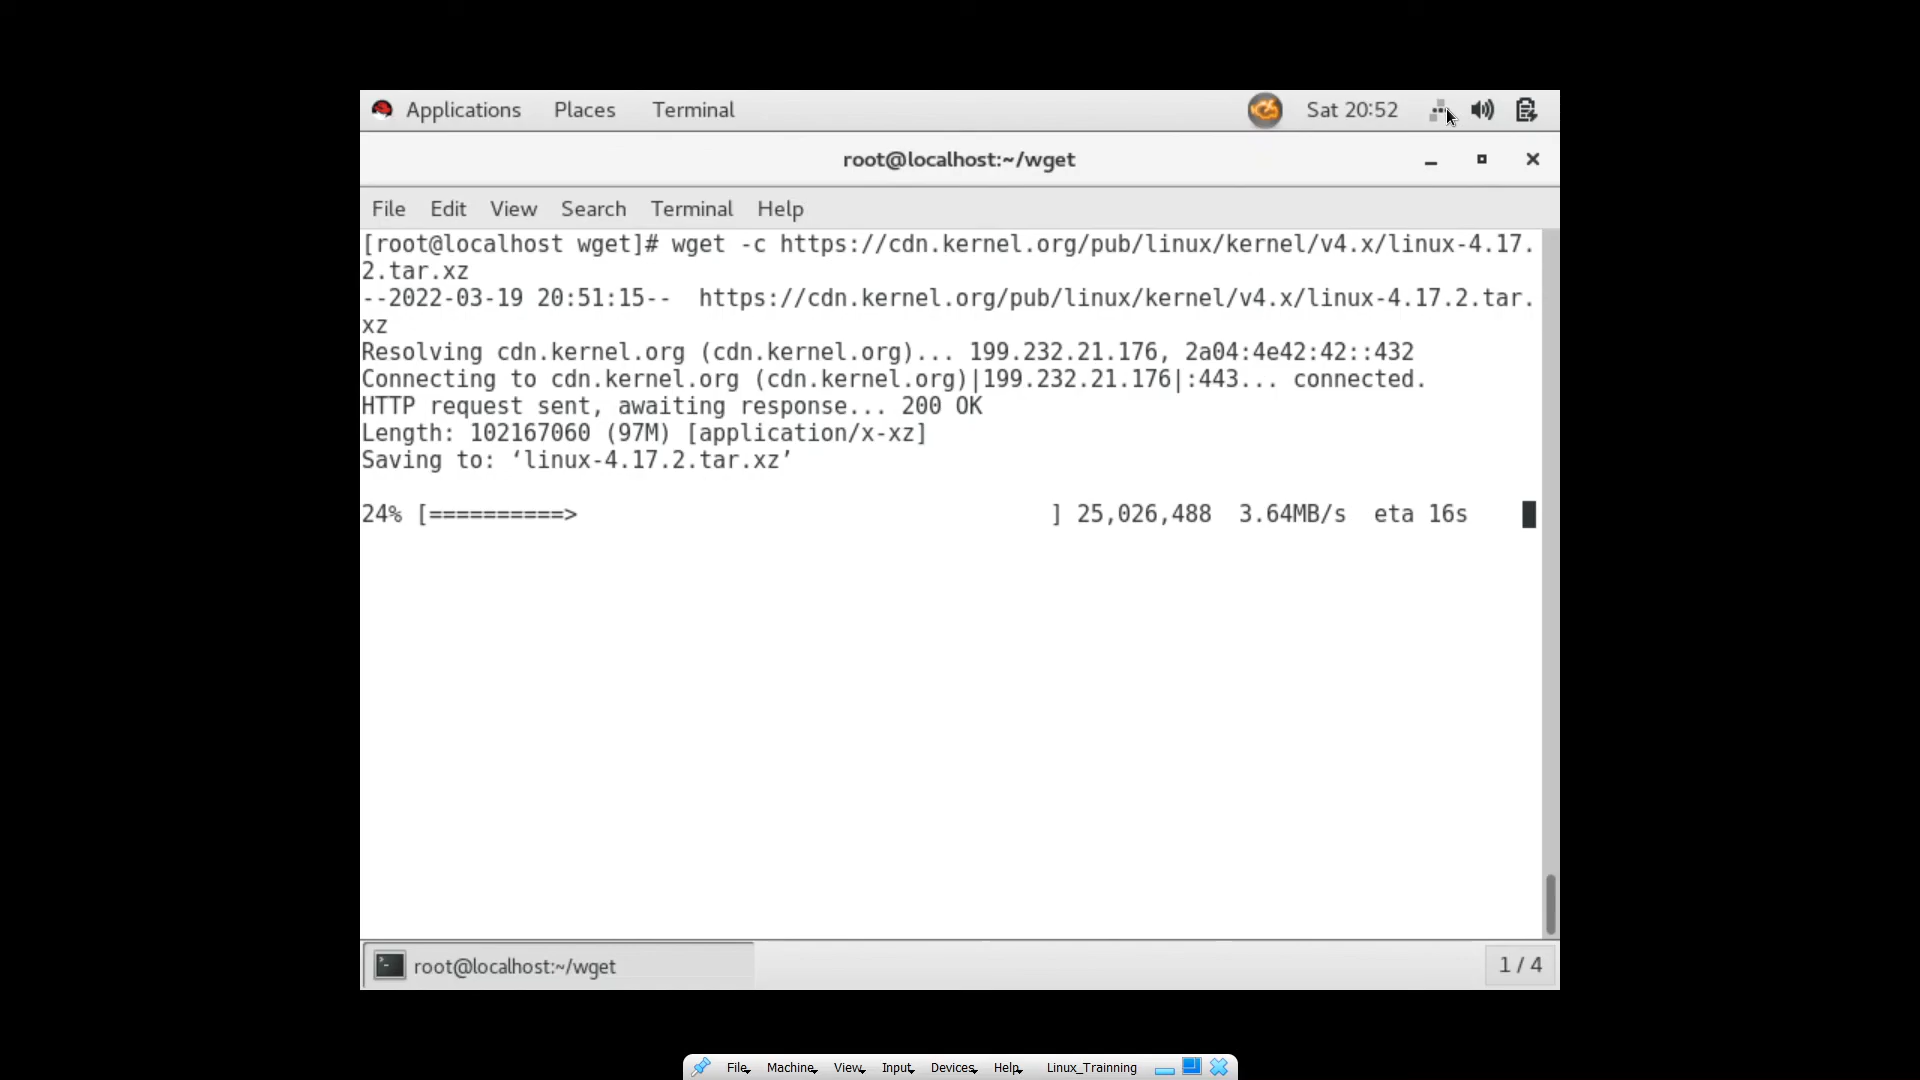 Applications Places Terminal Sat 20:52
root@localhost:~/wget
File Edit View Search Terminal Help
[root@localhost wget]# wget -c https://cdn.kernel.org/pub/linux/kernel/v4.x/linux-4.17.
2.tar.xz
--2022-03-19 20:51:15--  https://cdn.kernel.org/pub/linux/kernel/v4.x/linux-4.17.2.tar.
xz
Resolving cdn.kernel.org (cdn.kernel.org)... 199.232.21.176, 2a04:4e42:42::432
Connecting to cdn.kernel.org (cdn.kernel.org)|199.232.21.176|:443... connected.
HTTP request sent, awaiting response... 200 OK
Length: 102167060 (97M) [application/x-xz]
Saving to: ‘linux-4.17.2.tar.xz’
24% [==========>                                   ] 25,026,488  3.64MB/s  eta 16s
root@localhost:~/wget 1 / 4
File Machine View Input Devices Help Linux_Trainning